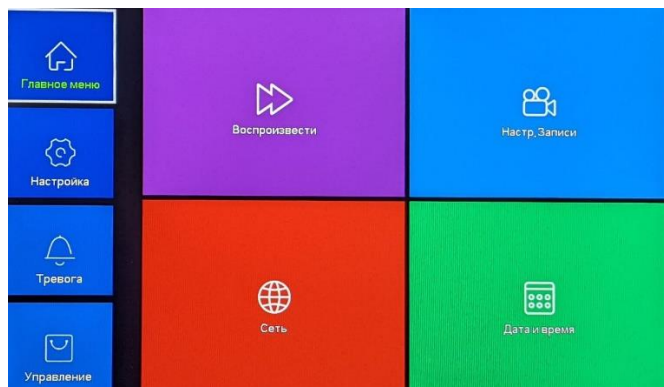 Главное меню
Настройка
Тревога
Управление
Воспроизвести
Настр,Записи
Сеть
Дата и время